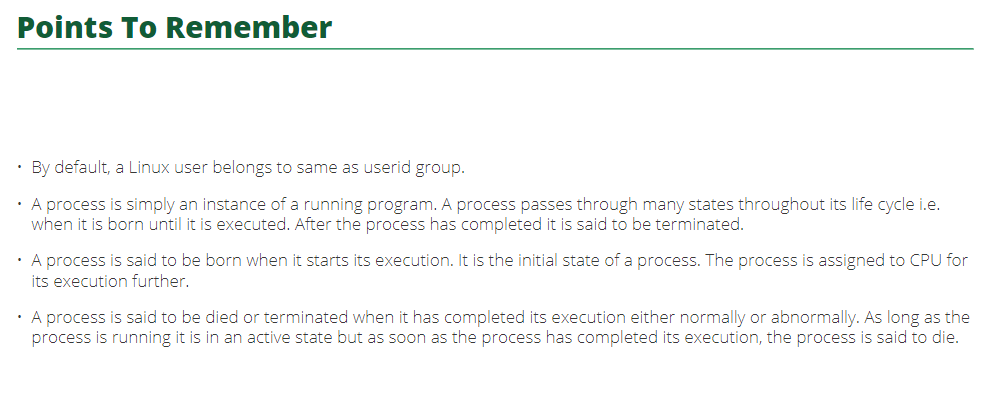 Points To Remember
• By default, a Linux user belongs to same as userid group.
• A process is simply an instance of a running program. A process passes through many states throughout its life cycle i.e.
when it is born until it is executed. After the process has completed it is said to be terminated.
• A process is said to be born when it starts its execution. It is the initial state of a process. The process is assigned to CPU for
its execution further.
• A process is said to be died or terminated when it has completed its execution either normally or abnormally. As long as the
process is running it is in an active state but as soon as the process has completed its execution, the process is said to die.